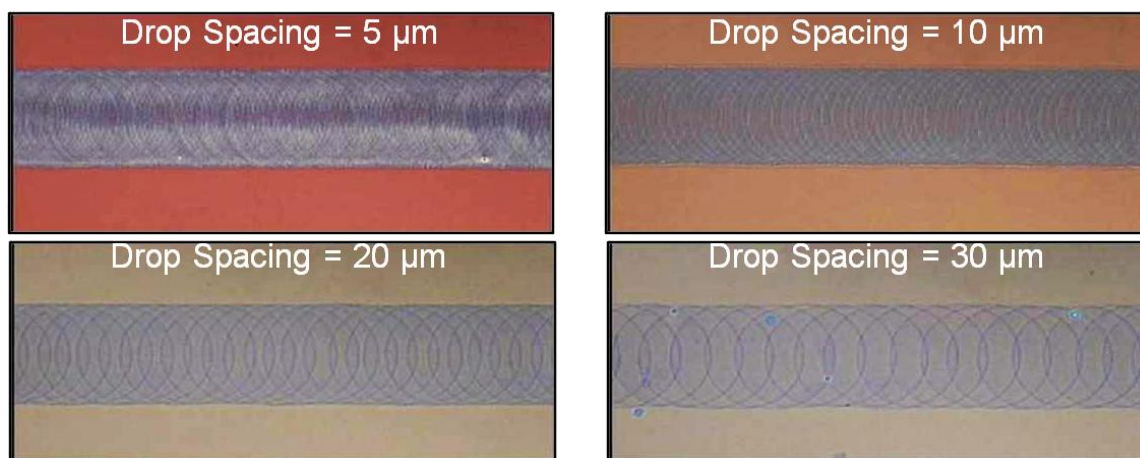 Drop Spacing = 5 µm
Drop Spacing = 10 µm
Drop Spacing = 20 µm
Drop Spacing = 30 µm